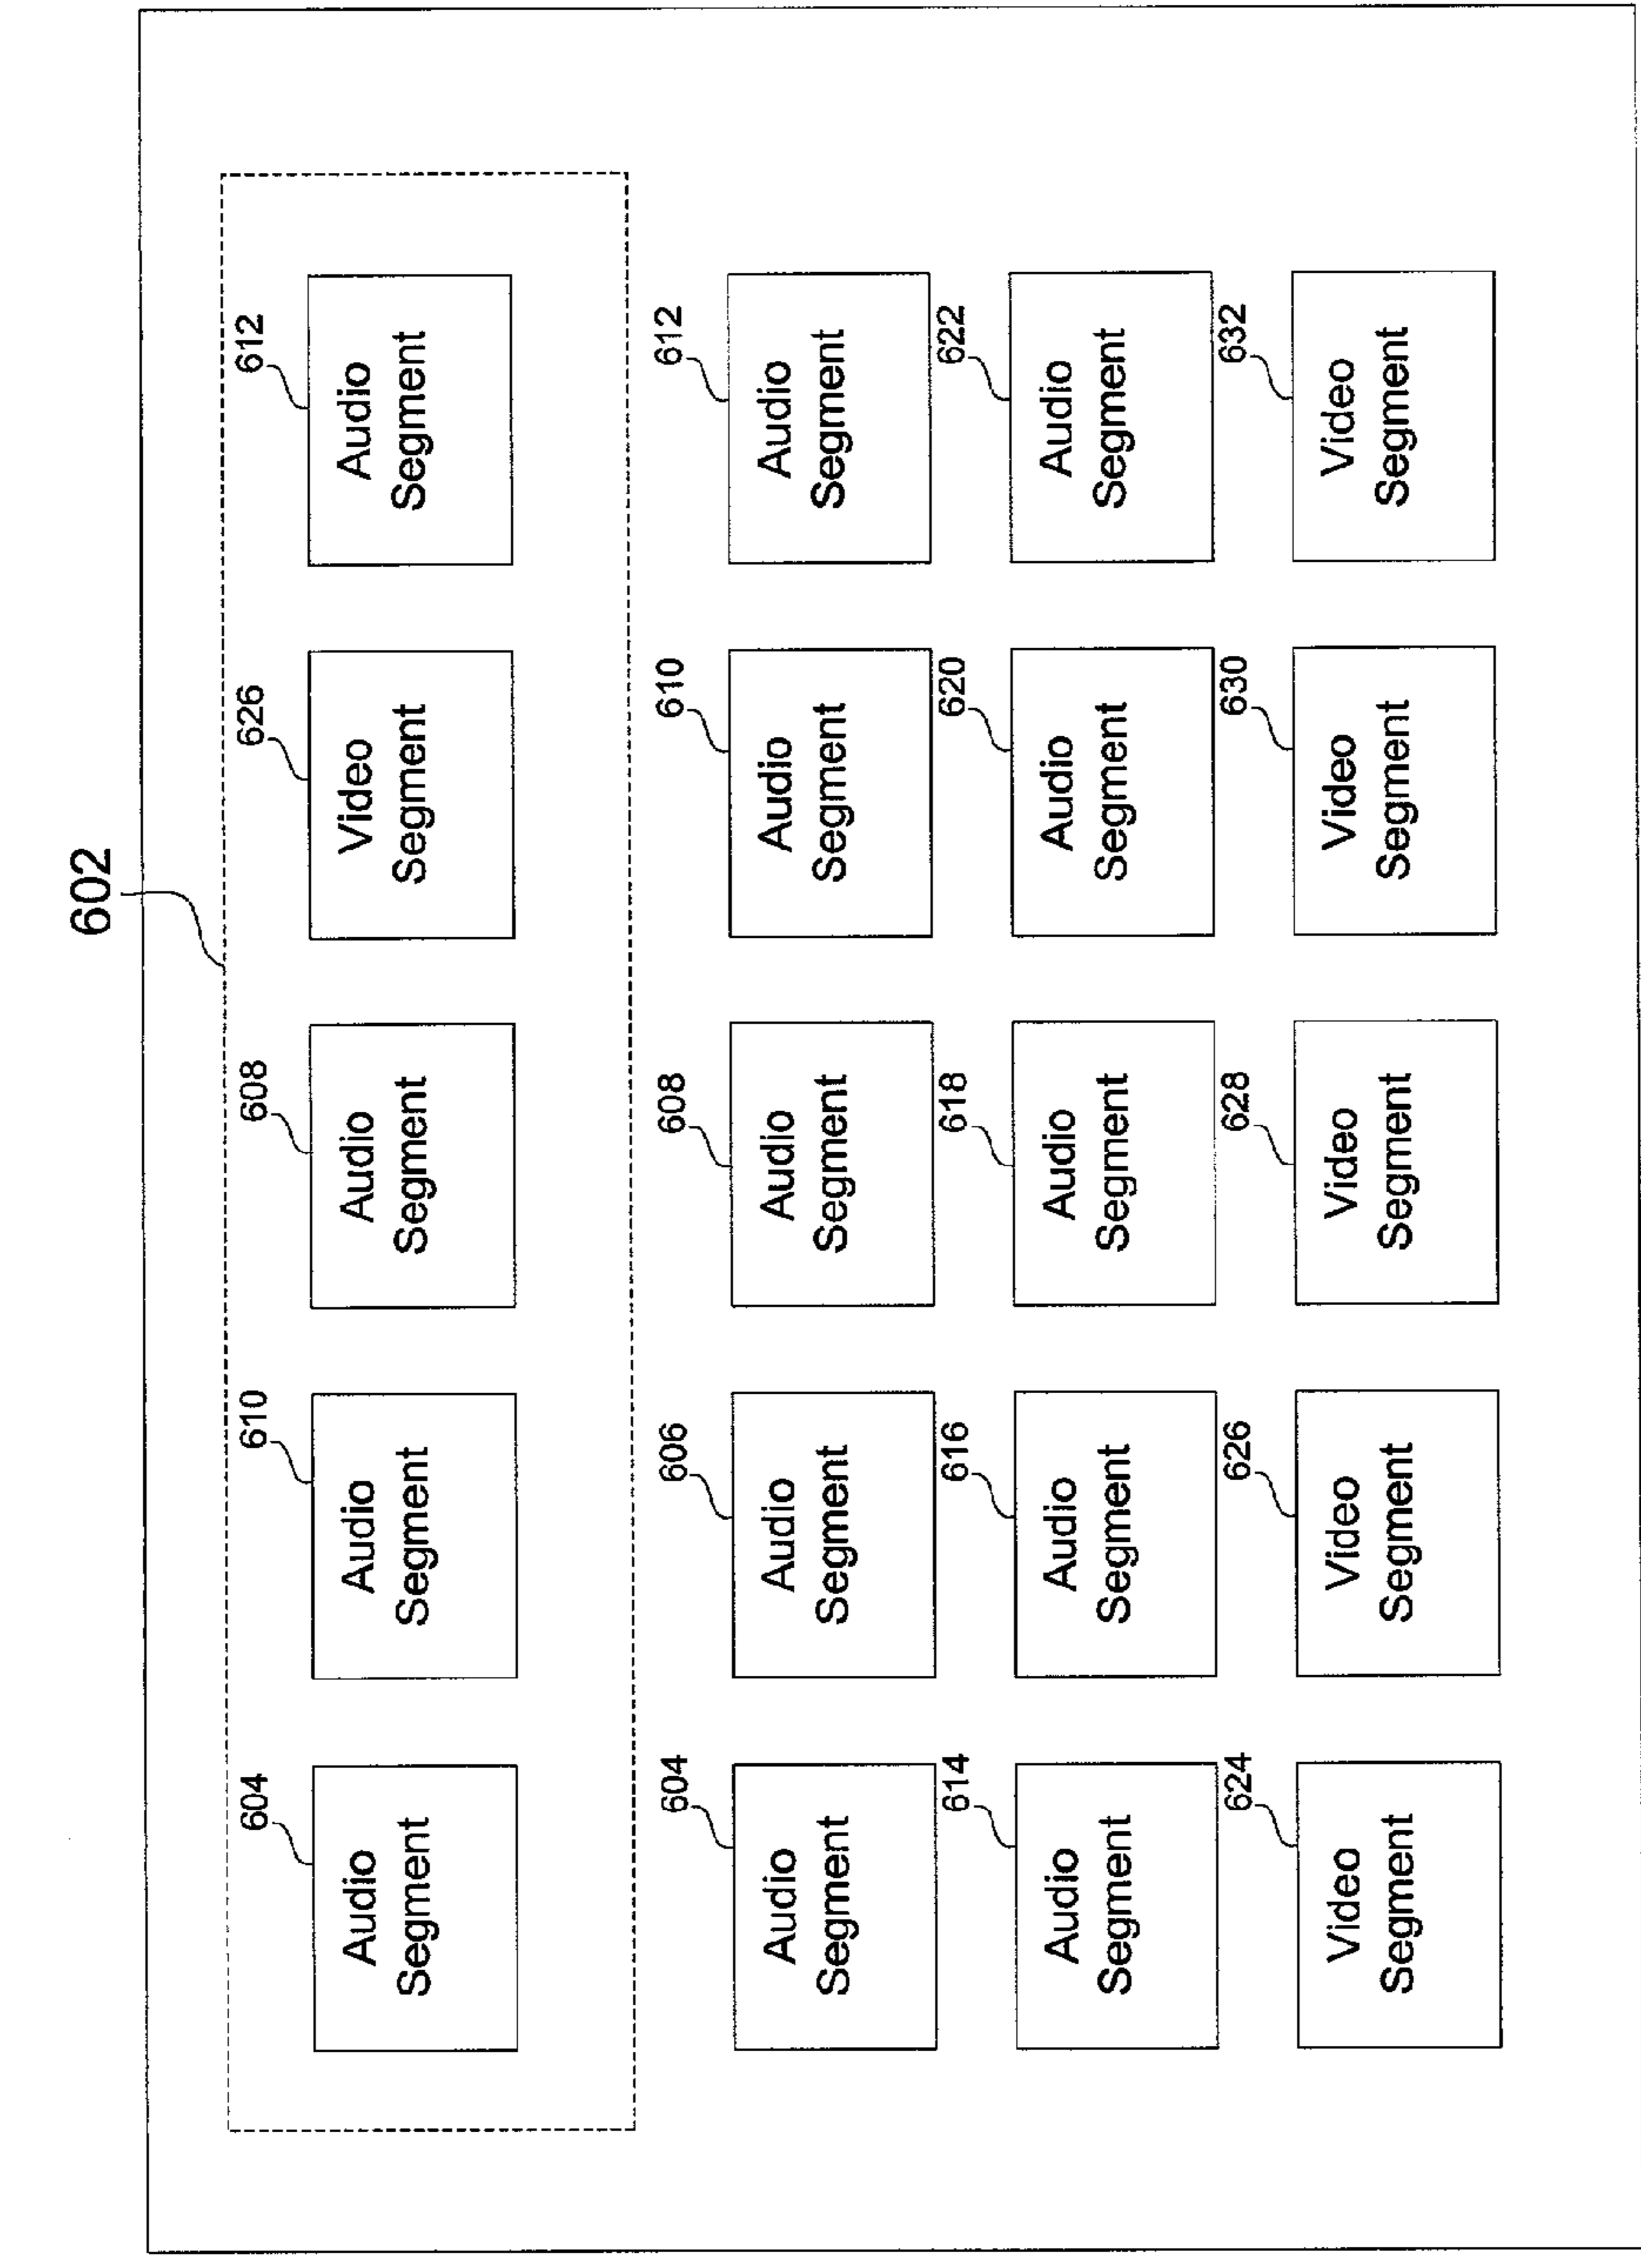 602
604
610
608
626
612
Audio
Segment
Audio
Segment
Audio
Segment
Video
Segment
Audio
Segment
604
606
608
610
612
Audio
Segment
Audio
Segment
Audio
Segment
Audio
Segment
Audio
Segment
614
616
618
620
622
Audio
Segment
Audio
Segment
Audio
Segment
Audio
Segment
Audio
Segment
624
626
628
630
632
Video
Segment
Video
Segment
Video
Segment
Video
Segment
Video
Segment